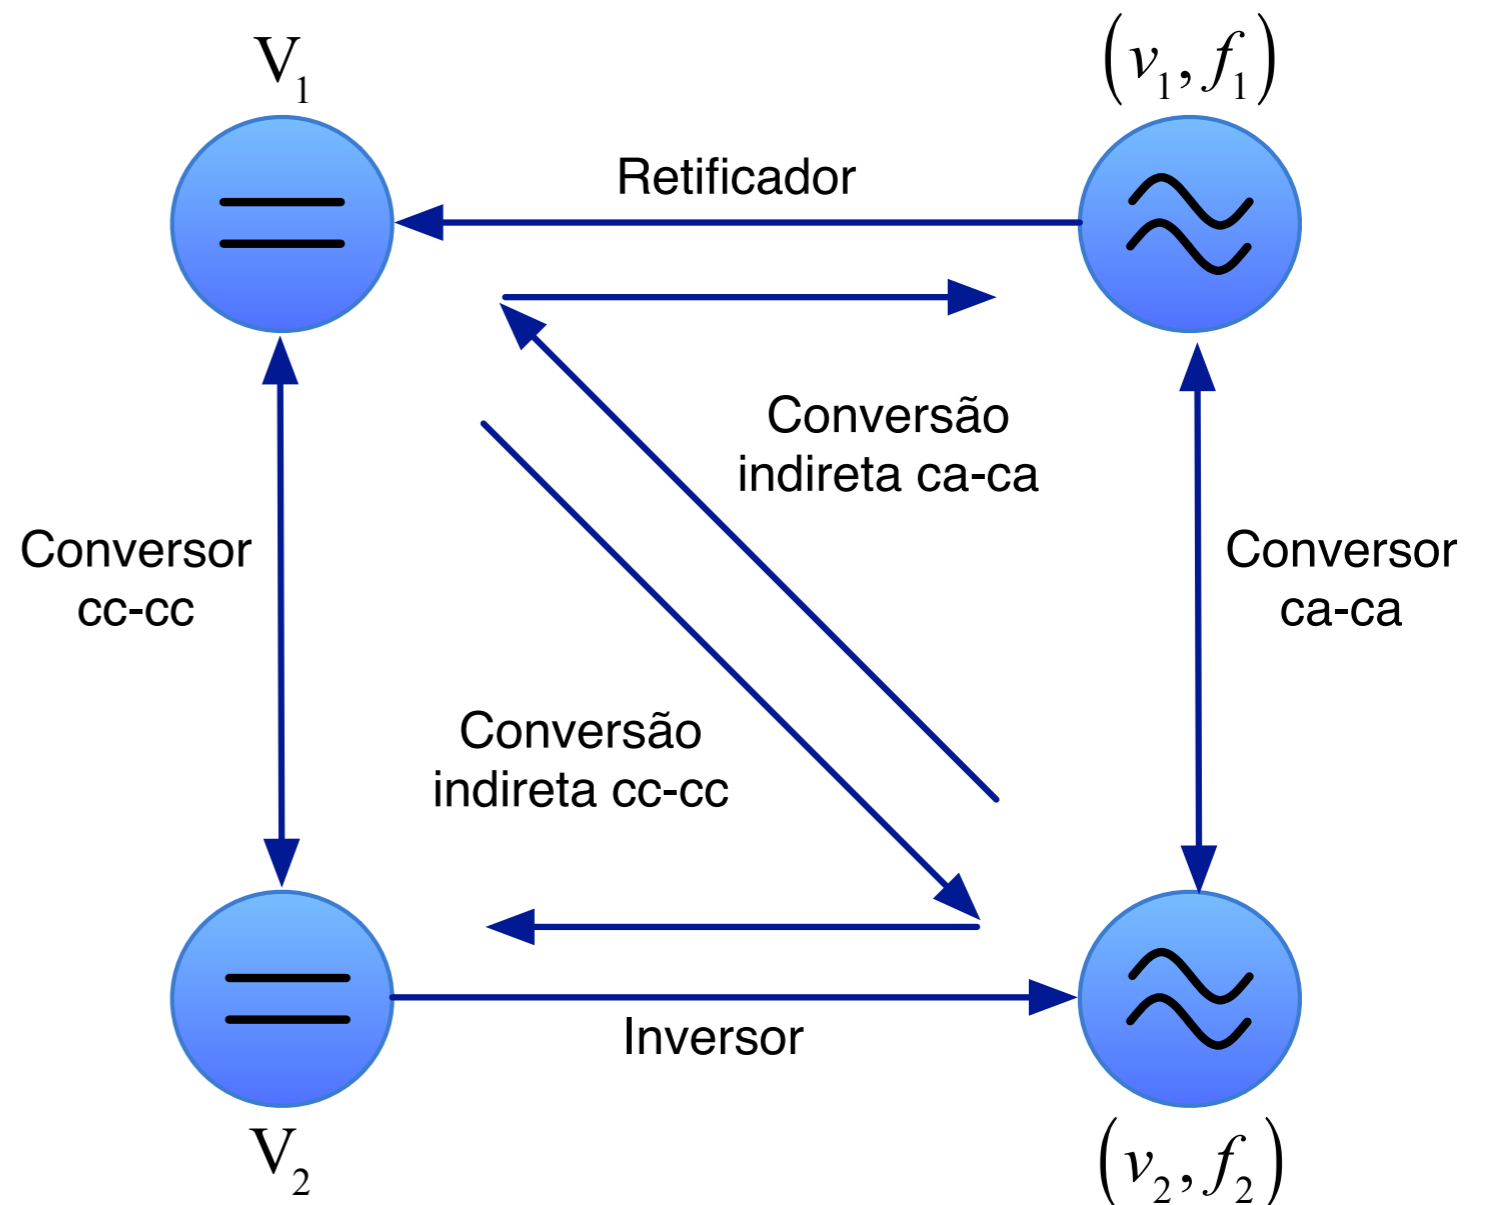 V₁
(v₁, f₁)
Retificador
Conversão
indireta ca-ca
Conversor
cc-cc
Conversor
ca-ca
Conversão
indireta cc-cc
Inversor
V₂
(v₂, f₂)